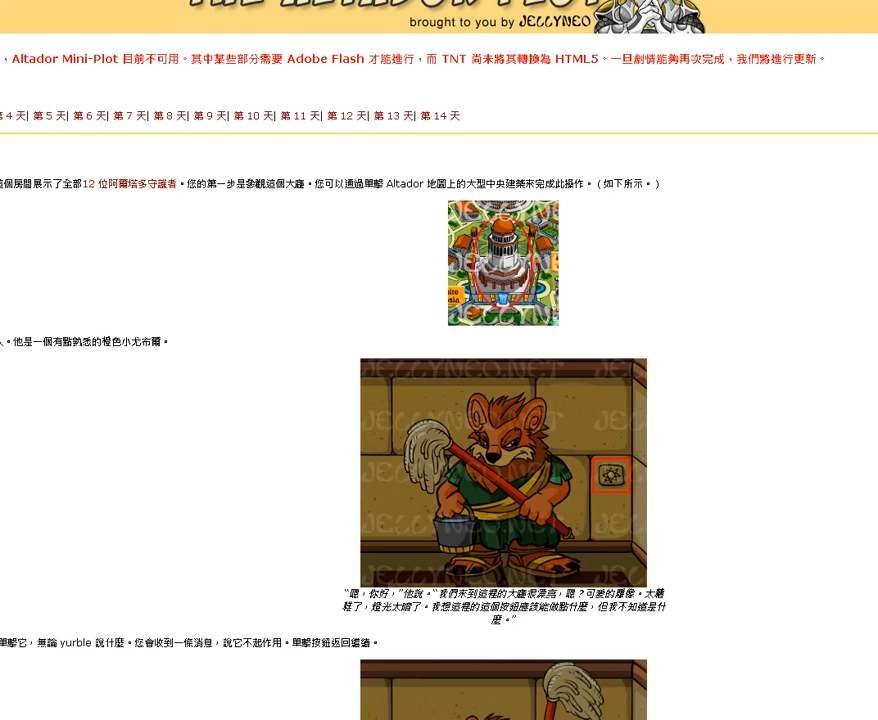 THE ALTADOR PLOT
brought to you by JELLYNEO
，Altador Mini-Plot 目前不可用。其中某些部分需要 Adobe Flash 才能進行，而 TNT 尚未將其轉換為 HTML5。一旦劇情能夠再次完成，我們將進行更新。
第 4 天| 第 5 天| 第 6 天| 第 7 天| 第 8 天| 第 9 天| 第 10 天| 第 11 天| 第 12 天| 第 13 天| 第 14 天
這個房間展示了全部12 位阿爾塔多守護者。您的第一步是參觀這個大廳。您可以通過單擊 Altador 地圖上的大型中央建築來完成此操作。 ( 如下所示。 )
人。他是一個有點熟悉的橙色小尤布爾。
JELLYNEO.NET
“嗯，你好，”他說。“我們來到這裡的大廳很漂亮，嗯？可愛的雕像。太糟
糕了，燈光太暗了。我想這裡的這個按鈕應該能做點什麼，但我不知道是什
麼。”
單擊它，無論 yurble 說什麼。您會收到一條消息，說它不起作用。單擊按鈕返回繼續。